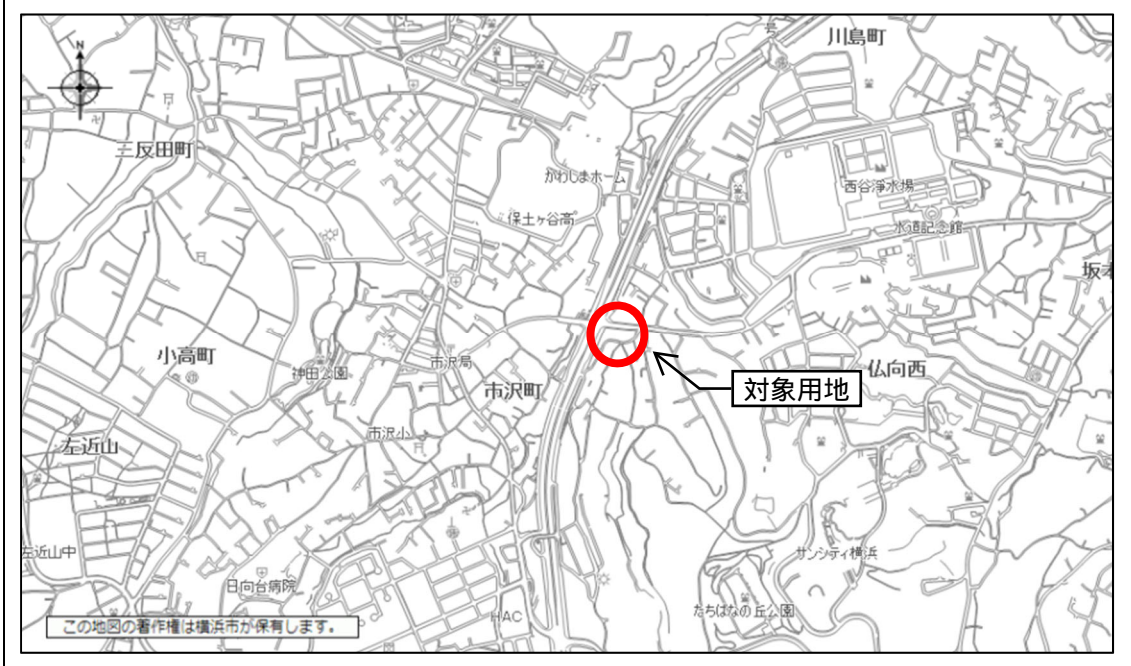 川島町
N
三反田町
かわしまホーム
西谷浄水場
保土ヶ谷高
水道記念館
小高町
神田公園
市沢局
市沢町
仏向西
対象用地
左近山
市沢小
左近山中
日向台病院
サンシティ横浜
HAC
たちばなの丘公園
この地図の著作権は横浜市が保有します。